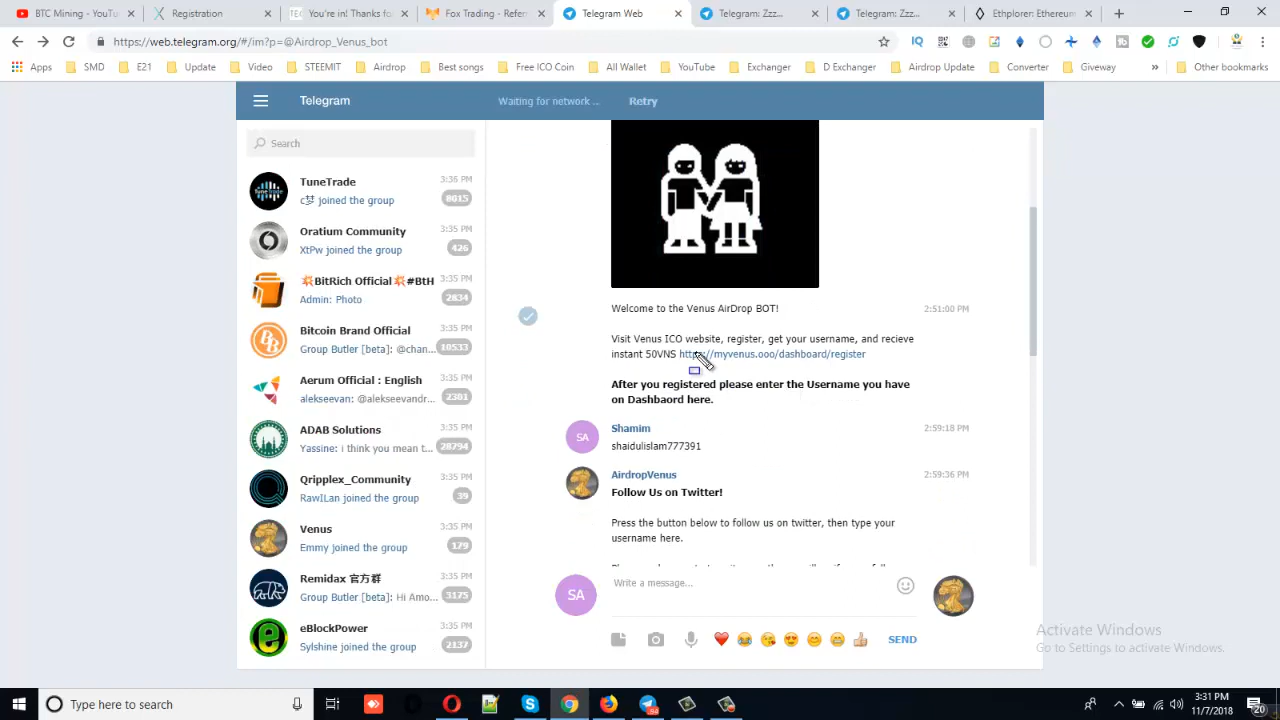 BTC Mining - YouTube
Registration
You're in! Thanks for
MaTra - Referr
Telegram Web
Telegram: Zzz...
Telegram: Zzz...
Ethplorer: Ethereum
https://web.telegram.org/#/im?p=@Airdrop_Venus_bot
Apps SMD E21 Update Video STEEMIT Airdrop Best songs Free ICO Coin All Wallet YouTube Exchanger D Exchanger Airdrop Update Converter Giveway » Other bookmarks
Telegram Waiting for network ... Retry
Search
TuneTrade 3:35 PM
c梦 joined the group 8015
Oratium Community 3:35 PM
XtPw joined the group 426
💥BitRich Official💥#BtH 3:35 PM
Admin: Photo 2834
Bitcoin Brand Official 3:35 PM
Group Butler [beta]: @chan... 10533
Aerum Official : English 3:35 PM
alekseevan: @alekseevandr... 2301
ADAB Solutions 3:35 PM
Yassine: i think you mean t... 28794
Qripplex_Community 3:35 PM
RawILan joined the group 39
Venus 3:35 PM
Emmy joined the group 179
Remidax 官方群 3:35 PM
Group Butler [beta]: Hi Amo... 3175
eBlockPower 3:35 PM
Sylshine joined the group 2137
Welcome to the Venus AirDrop BOT! 2:51:00 PM
Visit Venus ICO website, register, get your username, and recieve
instant 50VNS https://myvenus.ooo/dashboard/register
After you registered please enter the Username you have
on Dashbaord here.
SA Shamim 2:59:18 PM
shaidulislam777391
AirdropVenus 2:59:36 PM
Follow Us on Twitter!
Press the button below to follow us on twitter, then type your
username here.
SA Write a message...
SEND
Activate Windows
Go to Settings to activate Windows.
Type here to search
3:31 PM
11/7/2018
20